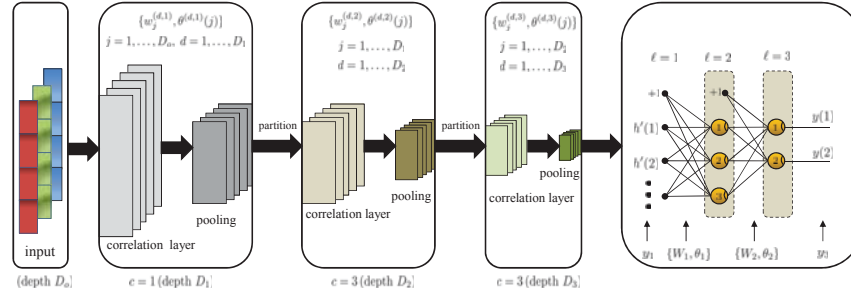 {w_j^{(d,1)}, θ^{(d,1)}(j)}
j = 1, . . . , D_o, d = 1, . . . , D_1
correlation layer
pooling
input
(depth D_o)
c = 1 (depth D_1)
partition
{w_j^{(d,2)}, θ^{(d,2)}(j)}
j = 1, . . . , D_1
d = 1, . . . , D_2
correlation layer
pooling
c = 3 (depth D_2)
partition
{w_j^{(d,3)}, θ^{(d,3)}(j)}
j = 1, . . . , D_2
d = 1, . . . , D_3
correlation layer
pooling
c = 3 (depth D_3)
ℓ = 1 ℓ = 2 ℓ = 3
+1 +1
h'(1) 1 1 y(1)
h'(2) 2 2 y(2)
3
y_1 {W_1, θ_1} {W_2, θ_2}